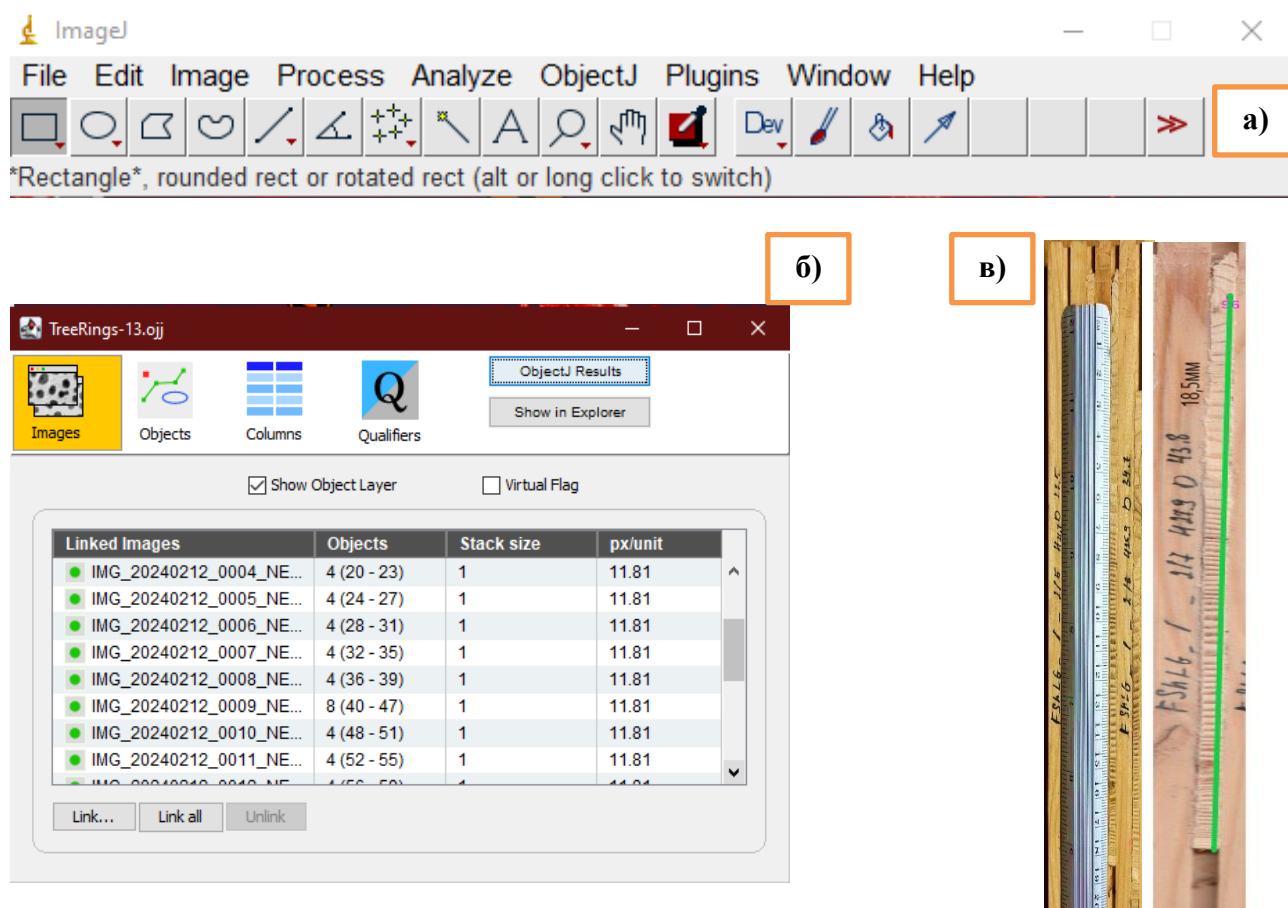 ImageJ
File Edit Image Process Analyze ObjectJ Plugins Window Help
Dev
а)
*Rectangle*, rounded rect or rotated rect (alt or long click to switch)
б)
в)
TreeRings-13.ojj
ObjectJ Results
Show in Explorer
Q
Images Objects Columns Qualifiers
Show Object Layer Virtual Flag
Linked Images Objects Stack size px/unit
IMG_20240212_0004_NE... 4 (20 - 23) 1 11.81
IMG_20240212_0005_NE... 4 (24 - 27) 1 11.81
IMG_20240212_0006_NE... 4 (28 - 31) 1 11.81
IMG_20240212_0007_NE... 4 (32 - 35) 1 11.81
IMG_20240212_0008_NE... 4 (36 - 39) 1 11.81
IMG_20240212_0009_NE... 8 (40 - 47) 1 11.81
IMG_20240212_0010_NE... 4 (48 - 51) 1 11.81
IMG_20240212_0011_NE... 4 (52 - 55) 1 11.81
Link... Link all Unlink
96
18,5мм